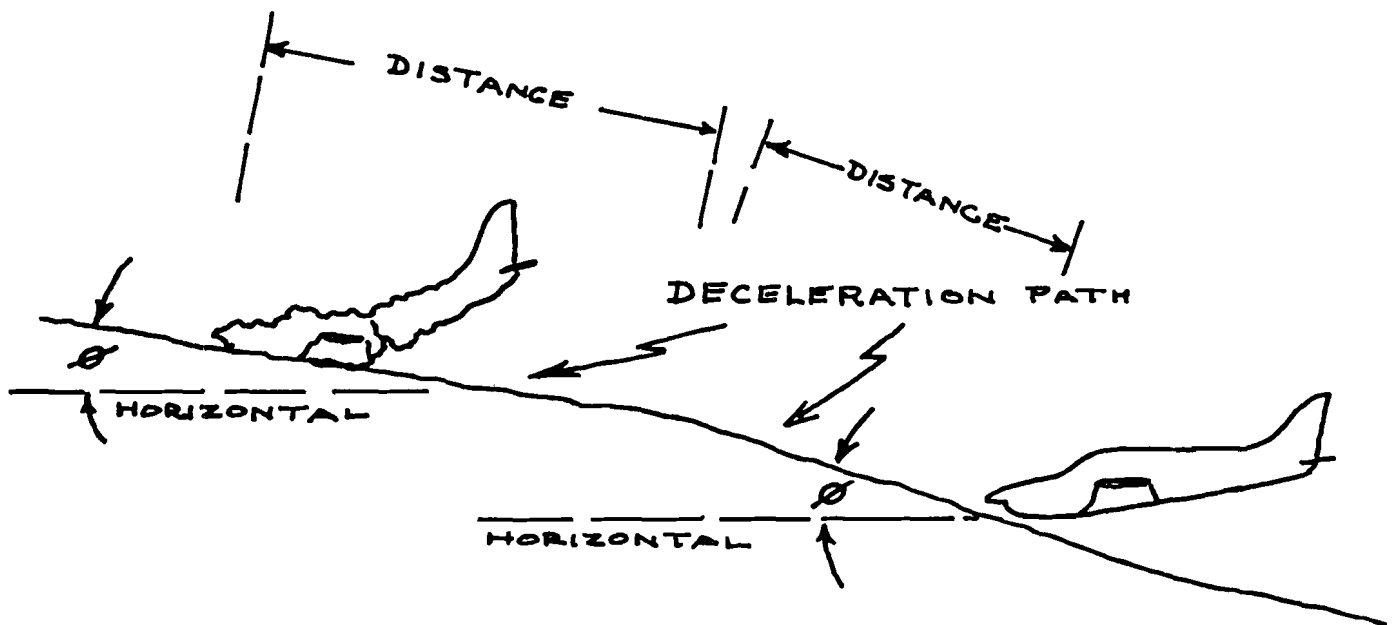 DISTANCE
DISTANCE
DECELERATION PATH
Ø
HORIZONTAL
Ø
HORIZONTAL